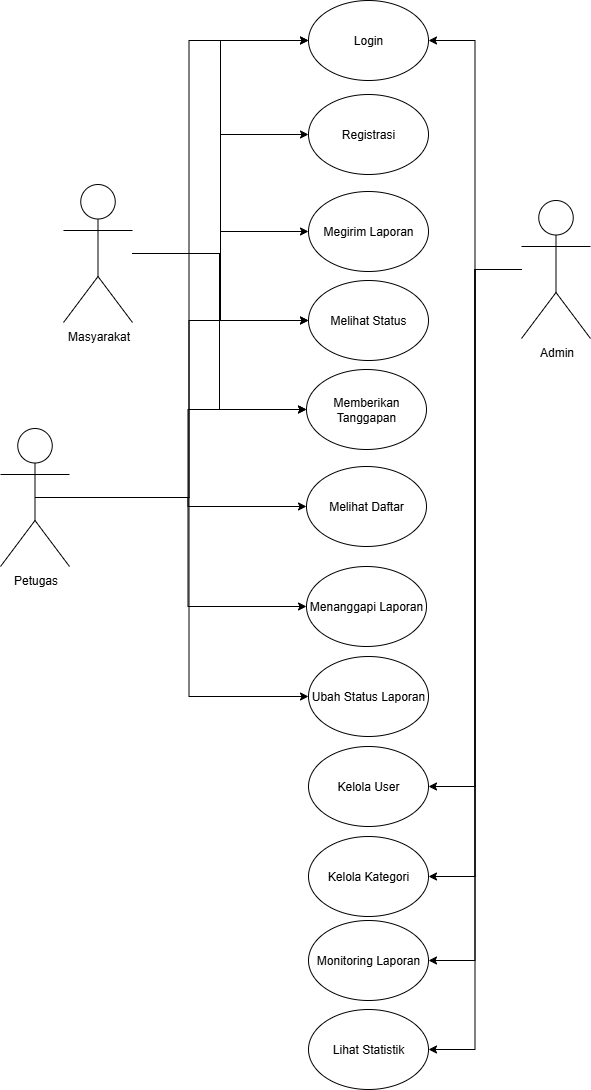 Login
Registrasi
Megirim Laporan
Masyarakat
Melihat Status
Admin
Memberikan
Tanggapan
Melihat Daftar
Petugas
Menanggapi Laporan
Ubah Status Laporan
Kelola User
Kelola Kategori
Monitoring Laporan
Lihat Statistik